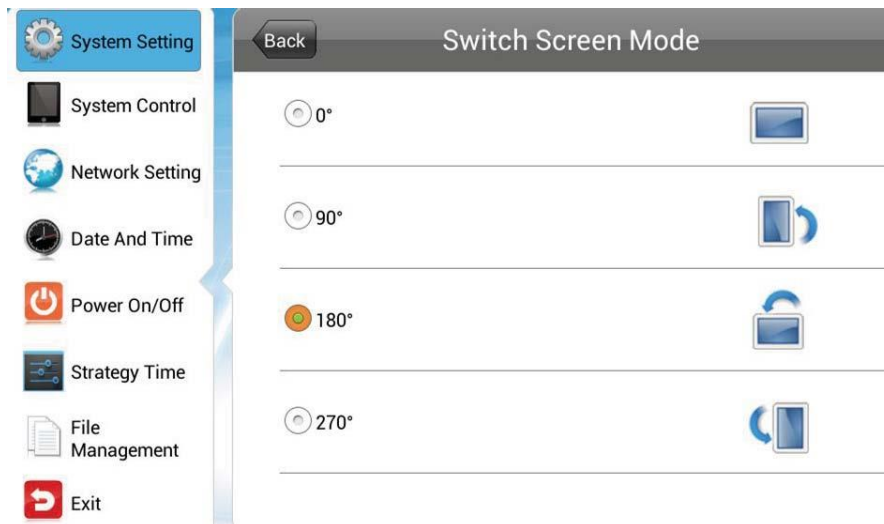 System Setting
System Control
Network Setting
Date And Time
Power On/Off
Strategy Time
File
Management
Exit
Back
Switch Screen Mode
0°
90°
180°
270°